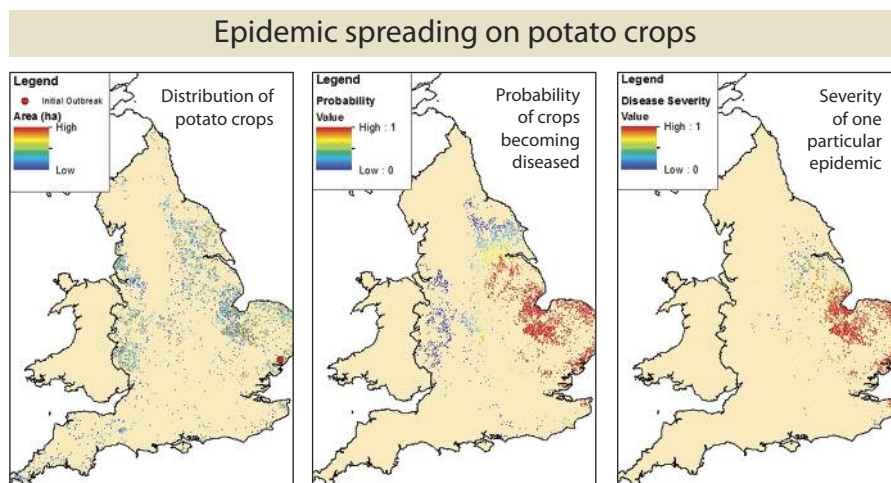 Epidemic spreading on potato crops
Legend
Initial Outbreak
Area (ha)
High
Low
Distribution of
potato crops
Legend
Probability
Value
High : 1
Low : 0
Probability
of crops
becoming
diseased
Legend
Disease Severity
Value
High : 1
Low : 0
Severity
of one
particular
epidemic